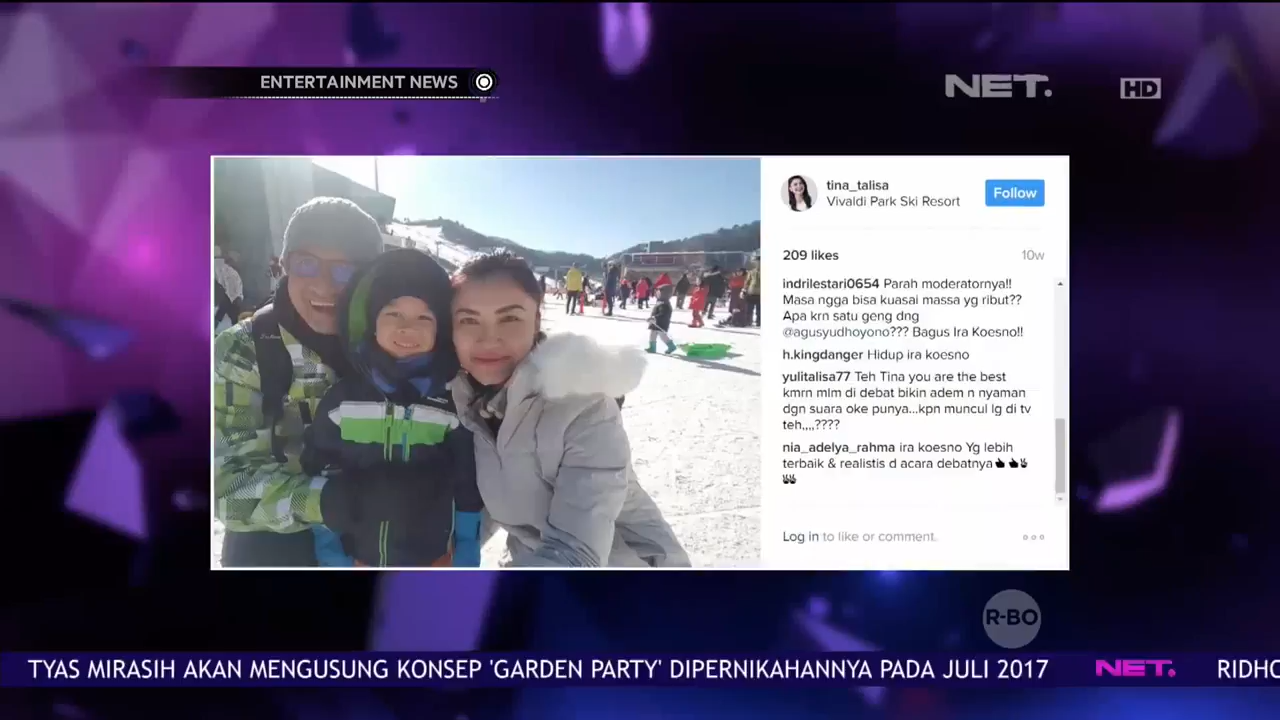 ENTERTAINMENT NEWS
NET.
HD
tina_talisa
Vivaldi Park Ski Resort
Follow
209 likes
10w
indrilestari0654 Parah moderatornya!!
Masa ngga bisa kuasai massa yg ribut??
Apa krn satu geng dng
@agusyudhoyono??? Bagus Ira Koesno!!
h.kingdanger Hidup ira koesno
yulitalisa77 Teh Tina you are the best
kmrn mlm di debat bikin adem n nyaman
dgn suara oke punya...kpn muncul lg di tv
teh,,,,????
nia_adelya_rahma ira koesno Yg lebih
terbaik & realistis d acara debatnya
Log in to like or comment.
R-BO
TYAS MIRASIH AKAN MENGUSUNG KONSEP 'GARDEN PARTY' DIPERNIKAHANNYA PADA JULI 2017
NET.
RIDHO